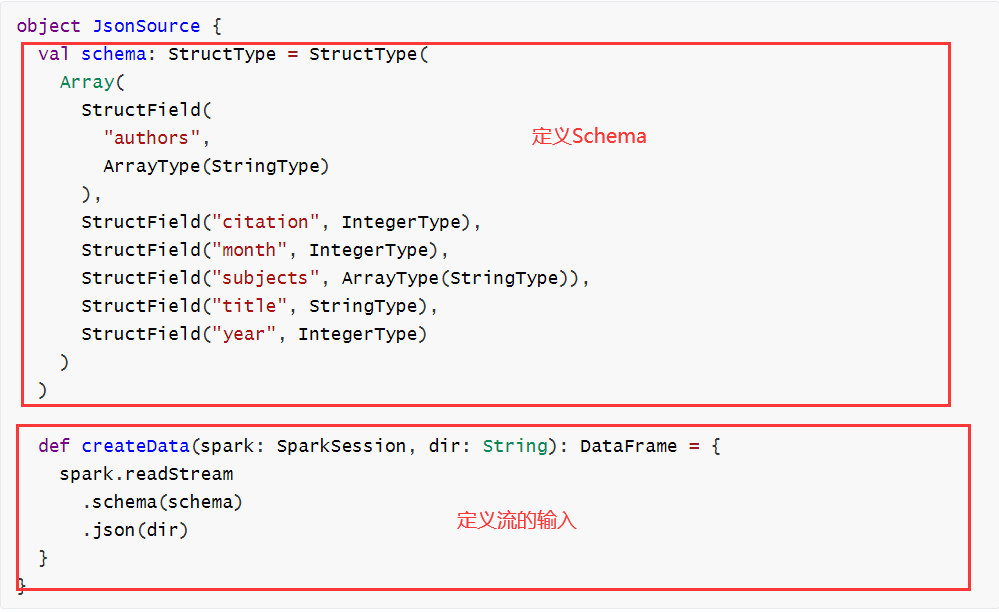 object JsonSource {
  val schema: StructType = StructType(
    Array(
      StructField(
        "authors",
        ArrayType(StringType)
      ),
      StructField("citation", IntegerType),
      StructField("month", IntegerType),
      StructField("subjects", ArrayType(StringType)),
      StructField("title", StringType),
      StructField("year", IntegerType)
    )
  )
定义Schema
  def createData(spark: SparkSession, dir: String): DataFrame = {
    spark.readStream
      .schema(schema)
      .json(dir)
  }
}
定义流的输入